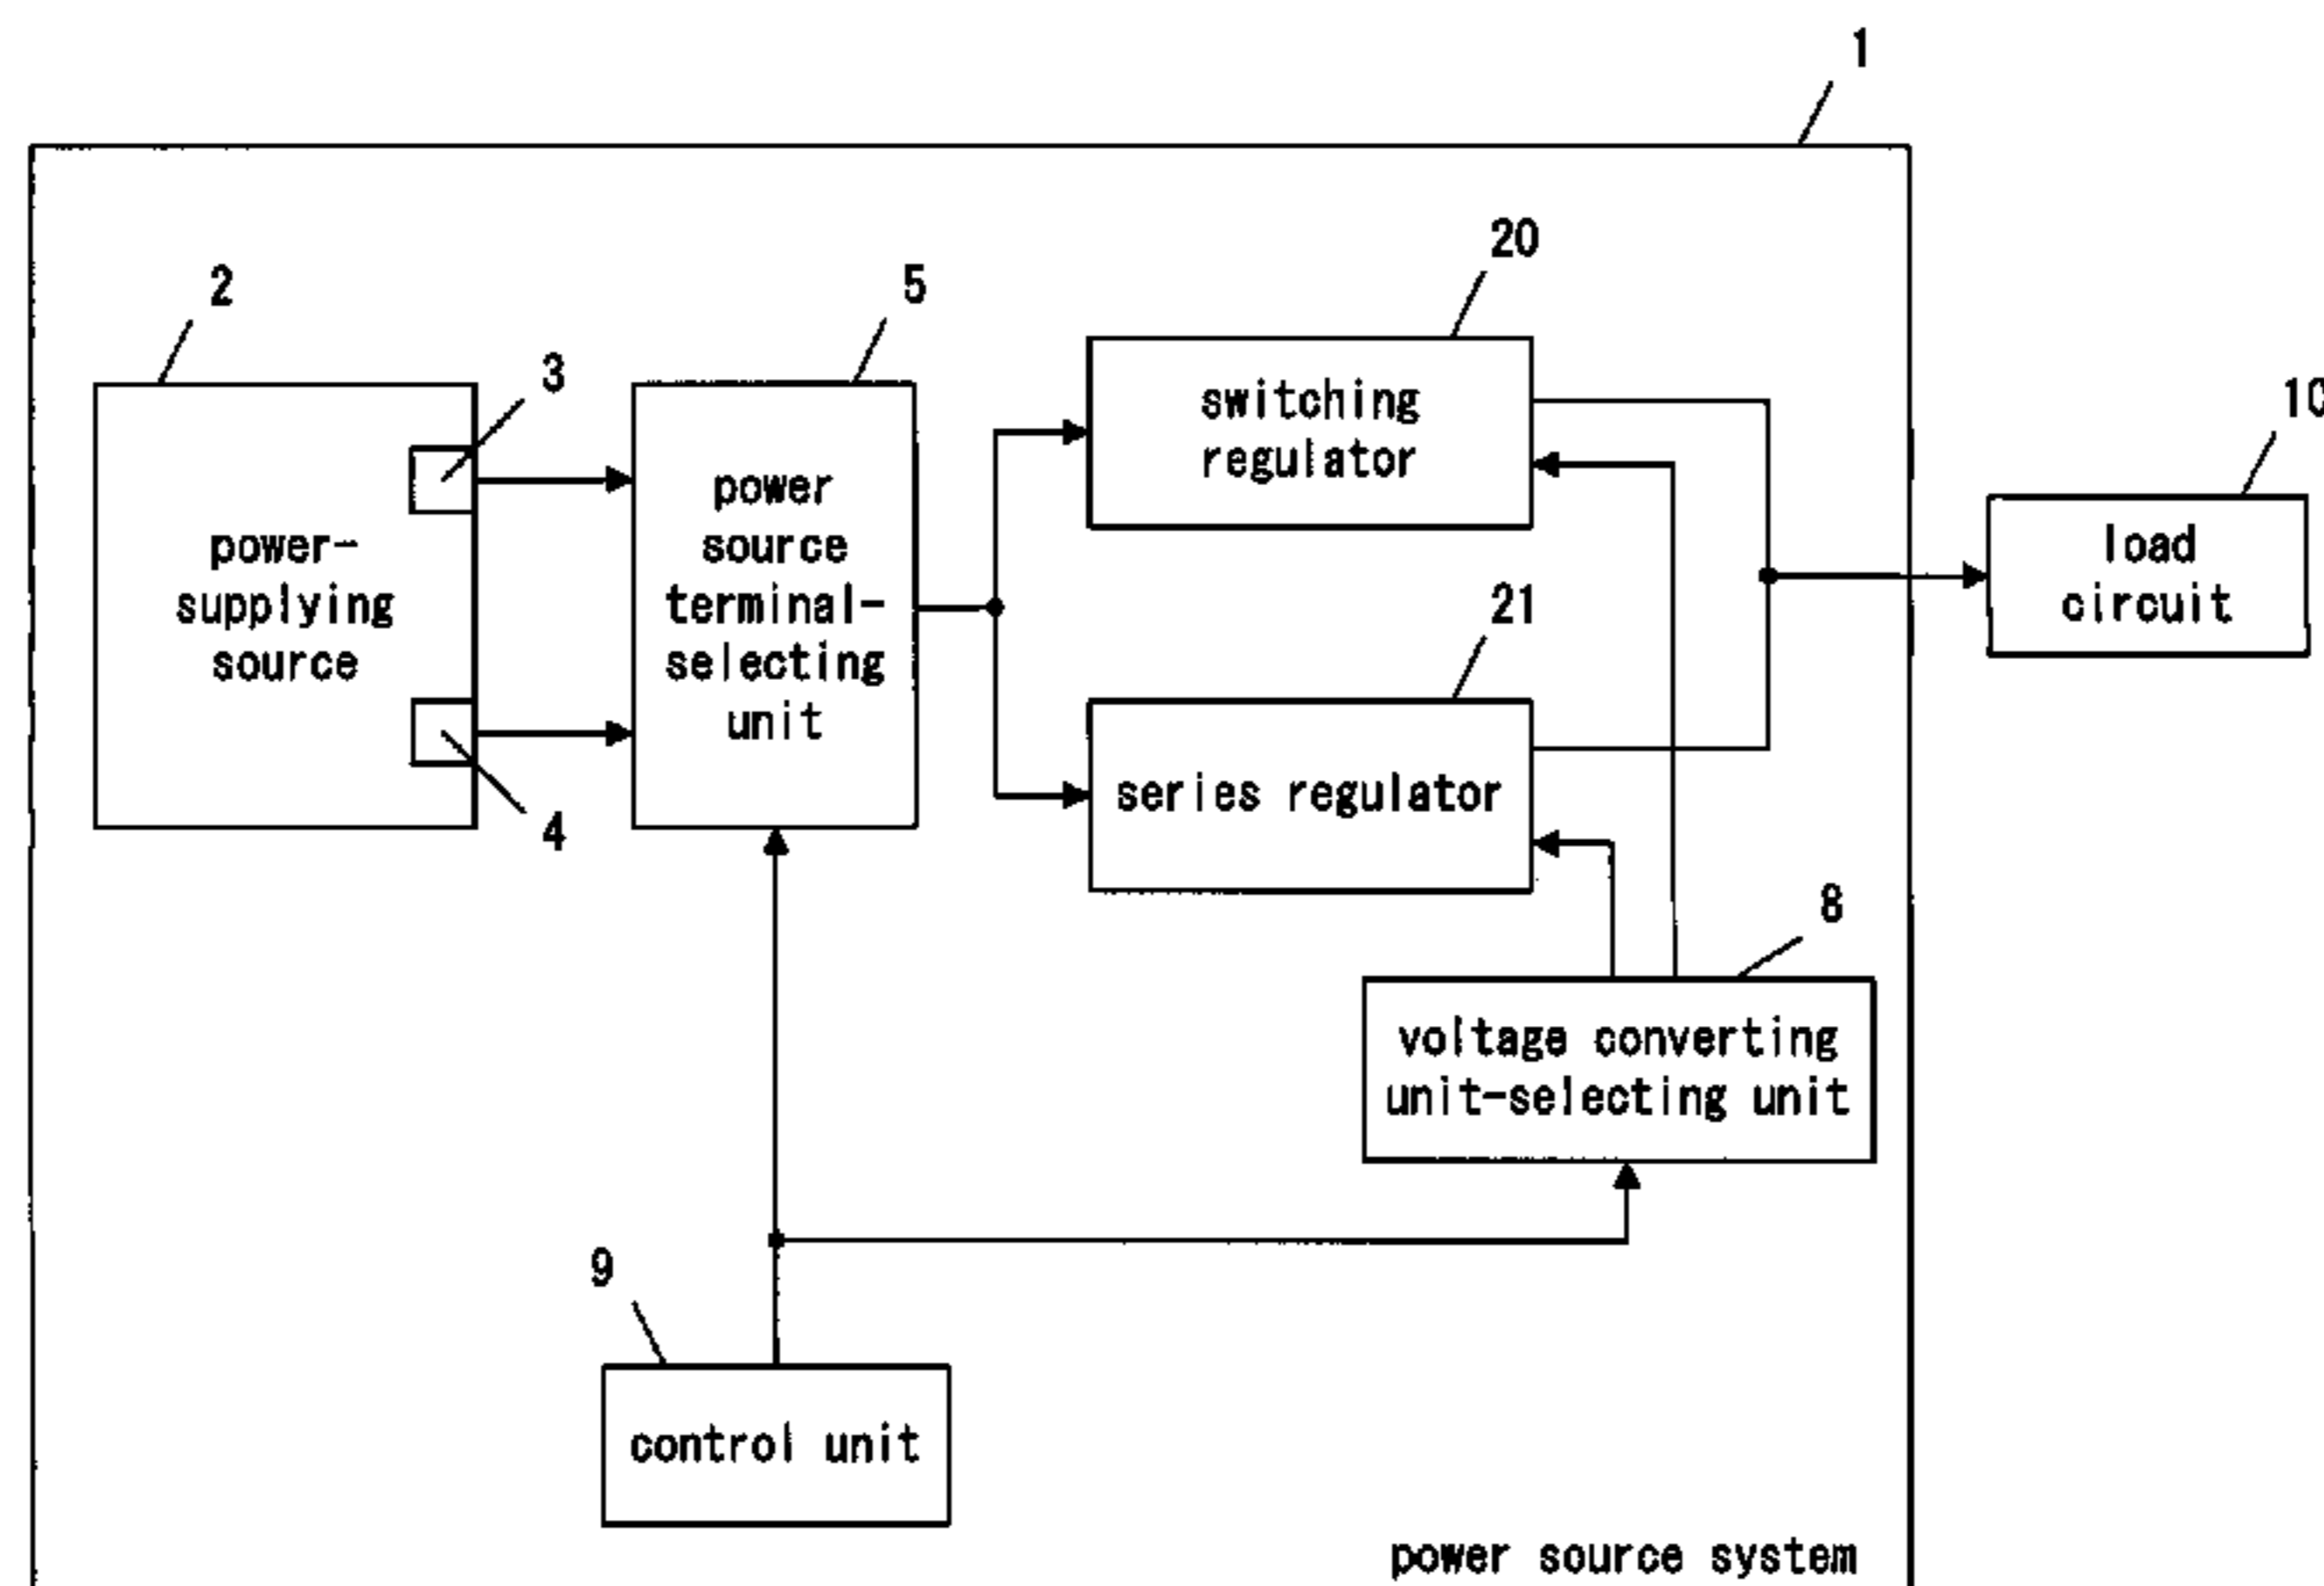 1
20
2
5
3
10
switching
regulator
power-
supplying
source
power
source
terminal-
selecting
unit
load
circuit
21
4
series regulator
8
voltage converting
unit-selecting unit
9
control unit
power source system